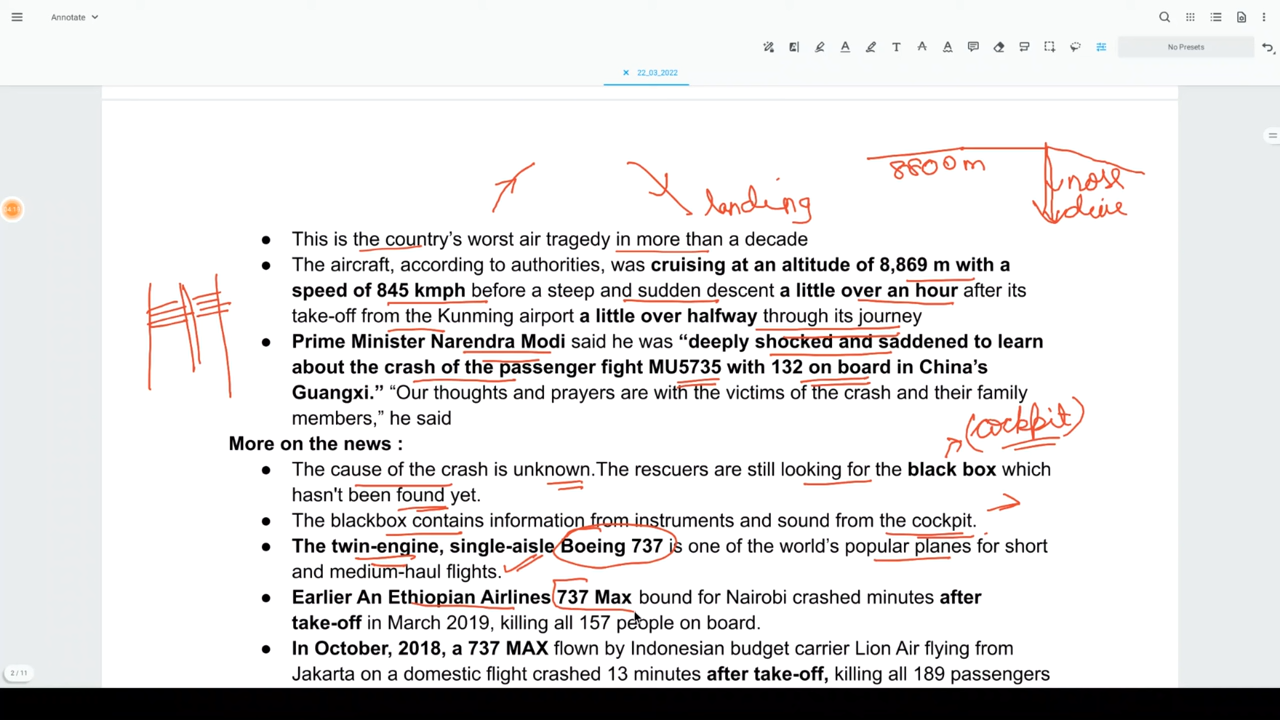 Annotate
No Presets
22_03_2022
8800m
nose
dive
landing
● This is the country's worst air tragedy in more than a decade
● The aircraft, according to authorities, was cruising at an altitude of 8,869 m with a
speed of 845 kmph before a steep and sudden descent a little over an hour after its
take-off from the Kunming airport a little over halfway through its journey
● Prime Minister Narendra Modi said he was “deeply shocked and saddened to learn
about the crash of the passenger fight MU5735 with 132 on board in China’s
Guangxi.” “Our thoughts and prayers are with the victims of the crash and their family
members,” he said
(cockpit)
More on the news :
● The cause of the crash is unknown.The rescuers are still looking for the black box which
hasn't been found yet.
● The blackbox contains information from instruments and sound from the cockpit.
● The twin-engine, single-aisle Boeing 737 is one of the world’s popular planes for short
and medium-haul flights.
● Earlier An Ethiopian Airlines 737 Max bound for Nairobi crashed minutes after
take-off in March 2019, killing all 157 people on board.
● In October, 2018, a 737 MAX flown by Indonesian budget carrier Lion Air flying from
Jakarta on a domestic flight crashed 13 minutes after take-off, killing all 189 passengers
2 / 11